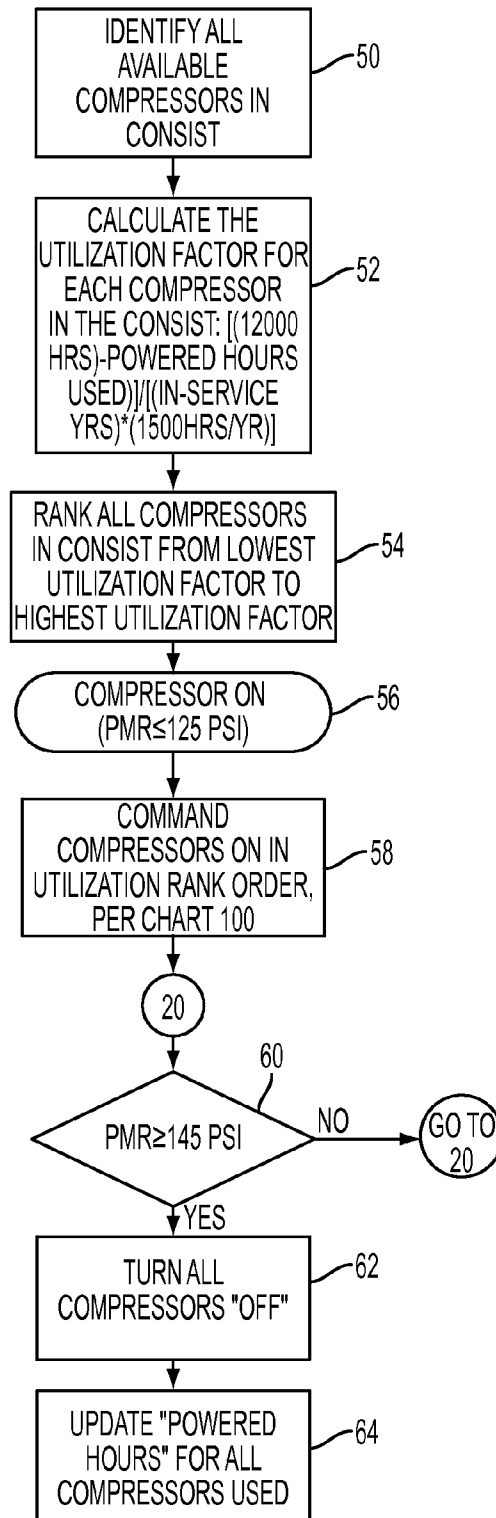 IDENTIFY ALL
AVAILABLE
COMPRESSORS IN
CONSIST
50
CALCULATE THE
UTILIZATION FACTOR FOR
EACH COMPRESSOR
IN THE CONSIST: [(12000
HRS)-POWERED HOURS
USED)]/[(IN-SERVICE
YRS)*(1500HRS/YR)]
52
RANK ALL COMPRESSORS
IN CONSIST FROM LOWEST
UTILIZATION FACTOR TO
HIGHEST UTILIZATION FACTOR
54
COMPRESSOR ON
(PMR≤125 PSI)
56
COMMAND
COMPRESSORS ON IN
UTILIZATION RANK ORDER,
PER CHART 100
58
20
60
PMR≥145 PSI
NO
GO TO
20
YES
TURN ALL
COMPRESSORS "OFF"
62
UPDATE "POWERED
HOURS" FOR ALL
COMPRESSORS USED
64